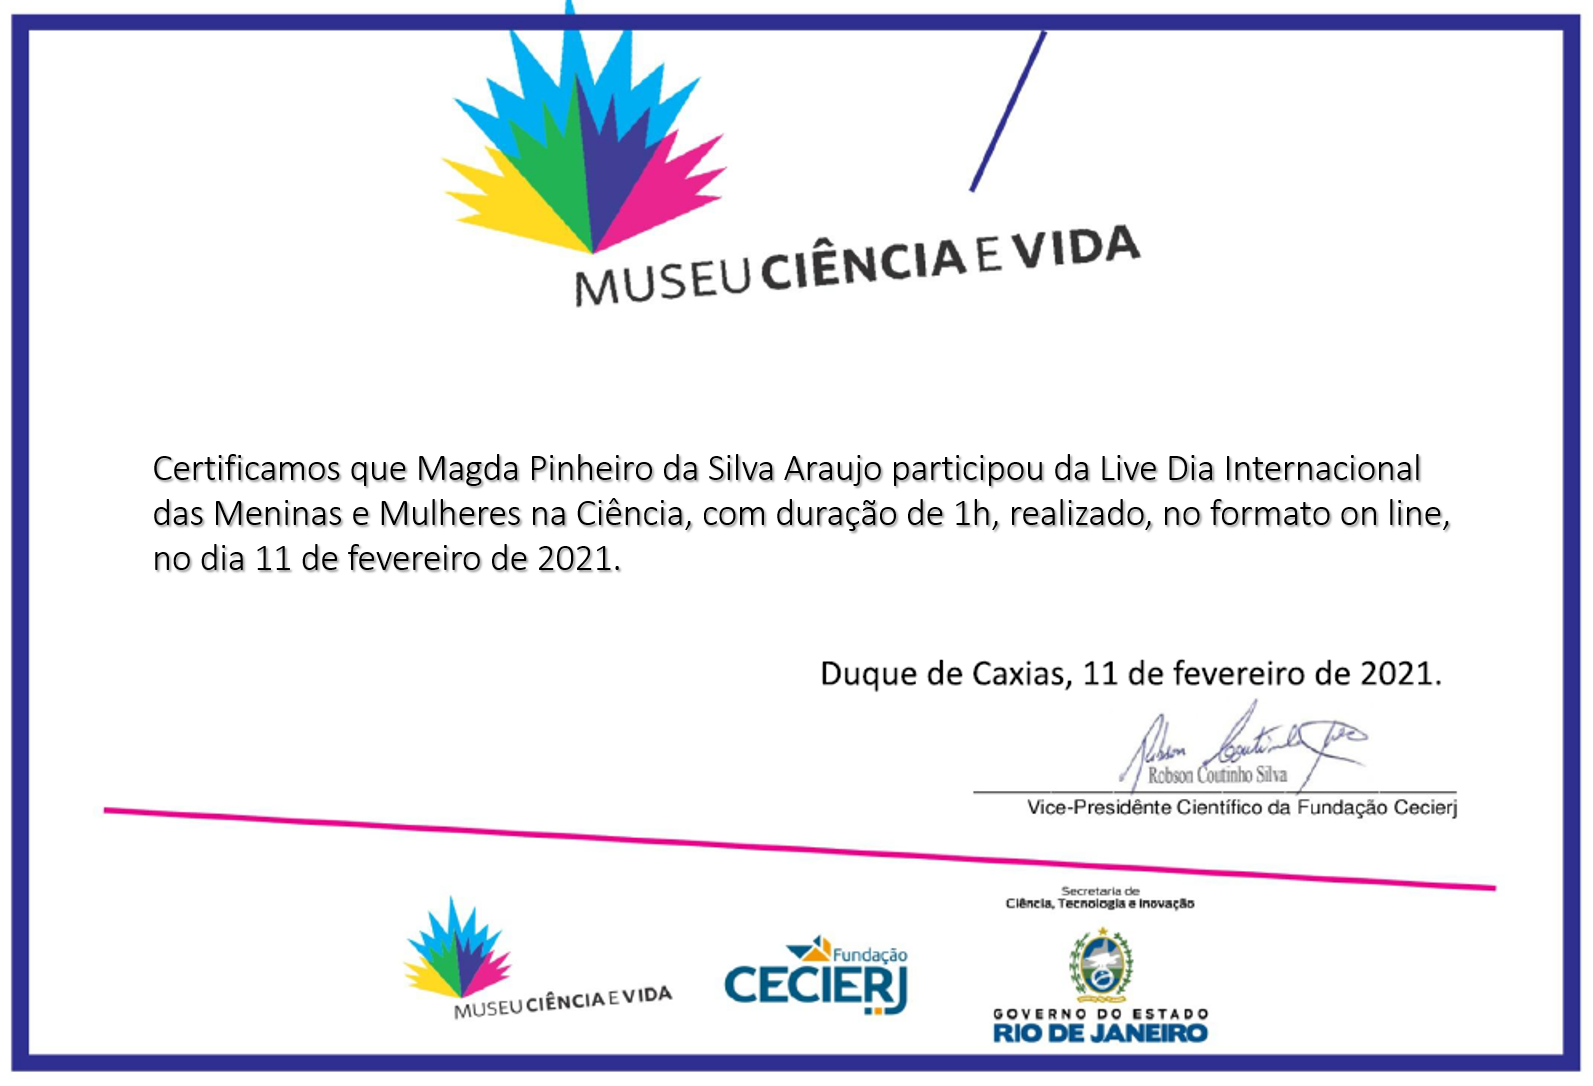 MUSEU CIÊNCIA E VIDA
Certificamos que Magda Pinheiro da Silva Araujo participou da Live Dia Internacional
das Meninas e Mulheres na Ciência, com duração de 1h, realizado, no formato on line,
no dia 11 de fevereiro de 2021.
Duque de Caxias, 11 de fevereiro de 2021.
Robson Coutinho Silva
Vice-Presidênte Científico da Fundação Cecierj
MUSEU CIÊNCIA E VIDA
Fundação
CECIERJ
Secretaria de
Ciência, Tecnologia e Inovação
GOVERNO DO ESTADO
RIO DE JANEIRO